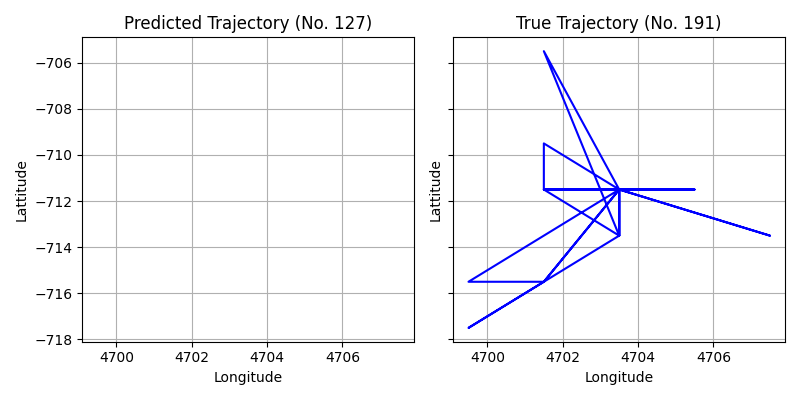 Predicted Trajectory (No. 127)
−706
−708
−710
−712
−714
−716
−718
Lattitude
4700 4702 4704 4706
Longitude
True Trajectory (No. 191)
Lattitude
4700 4702 4704 4706
Longitude